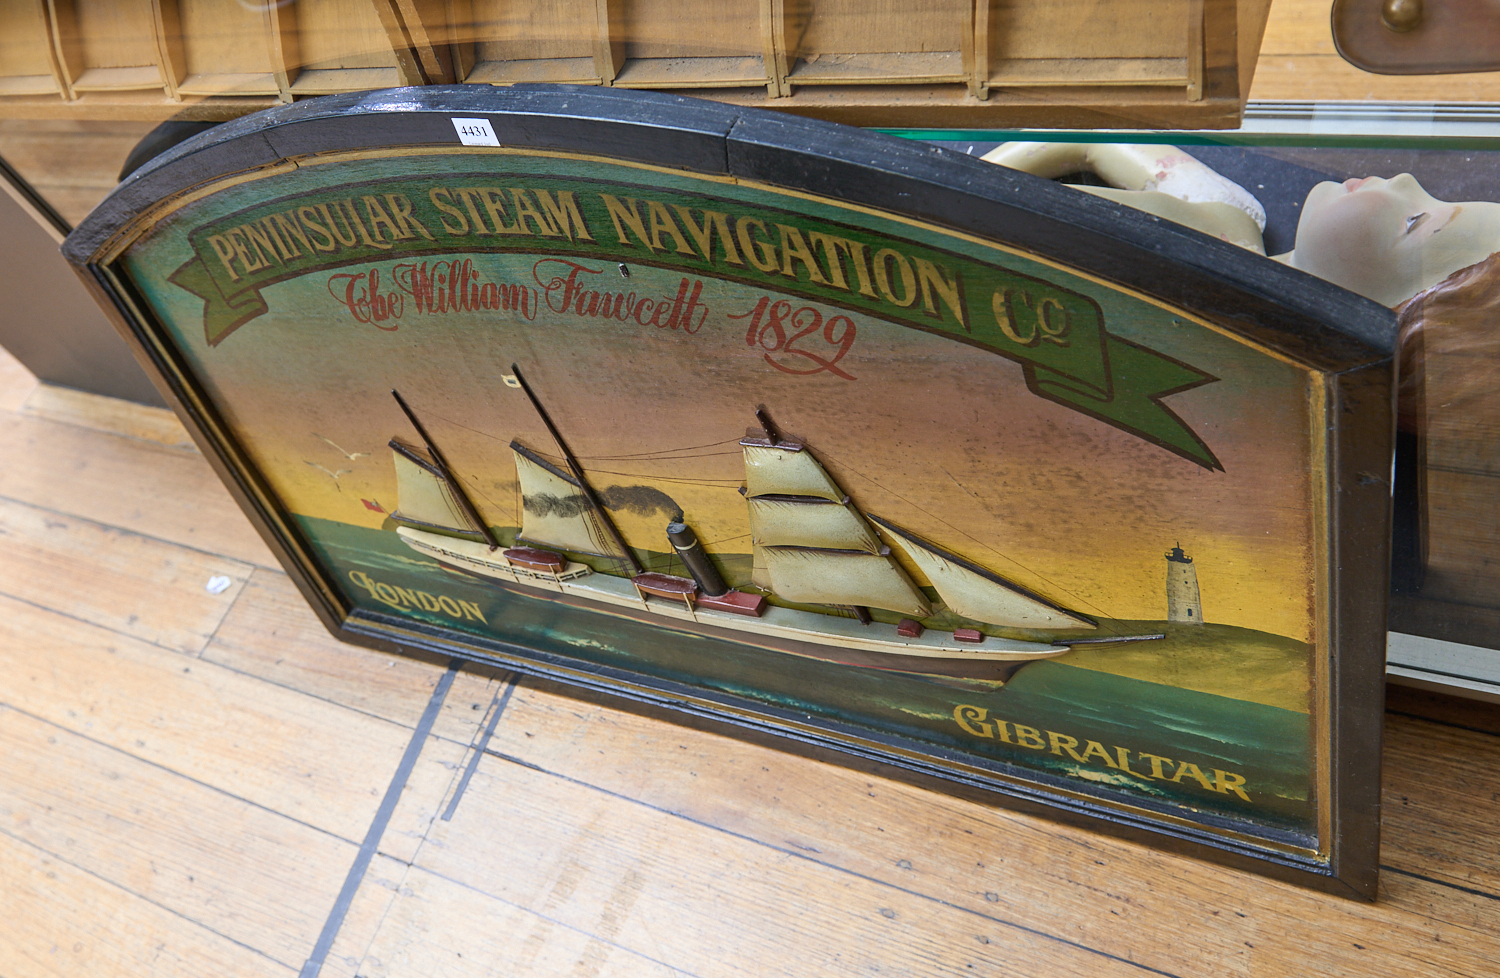 4431
PENINSULAR STEAM NAVIGATION Co
The William Fawcett 1829
LONDON
GIBRALTAR